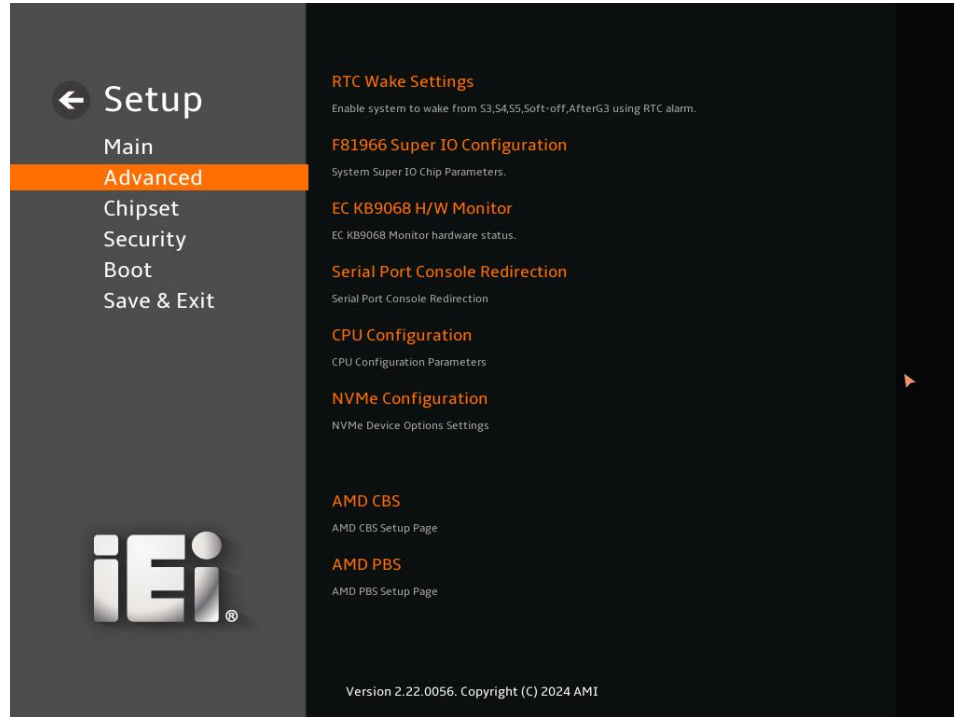 Setup
Main
Advanced
Chipset
Security
Boot
Save & Exit
iEi®
RTC Wake Settings
Enable system to wake from S3,S4,S5,Soft-off,AfterG3 using RTC alarm.
F81966 Super IO Configuration
System Super IO Chip Parameters.
EC KB9068 H/W Monitor
EC KB9068 Monitor hardware status.
Serial Port Console Redirection
Serial Port Console Redirection
CPU Configuration
CPU Configuration Parameters
NVMe Configuration
NVMe Device Options Settings
AMD CBS
AMD CBS Setup Page
AMD PBS
AMD PBS Setup Page
Version 2.22.0056. Copyright (C) 2024 AMI